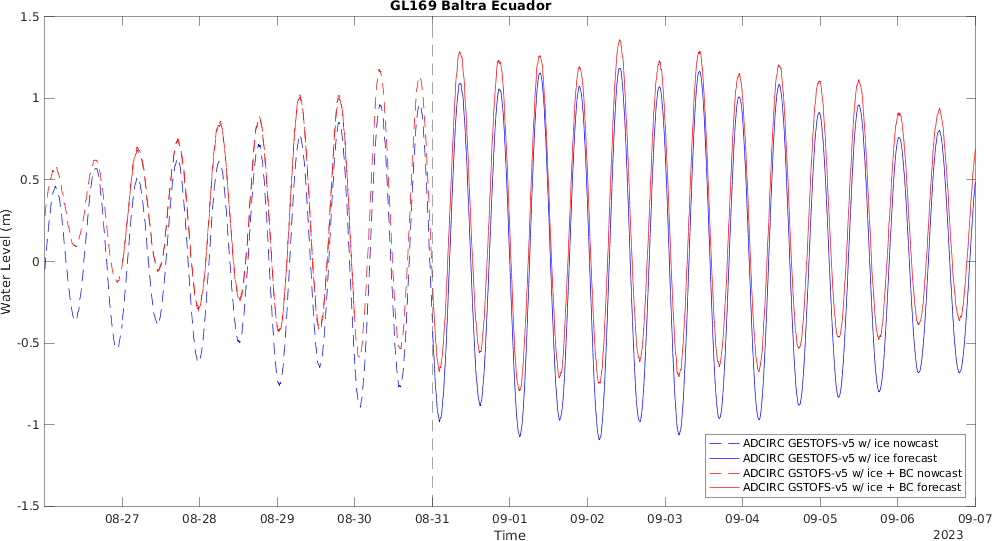 GL169 Baltra Ecuador
1.5
1
0.5
0
-0.5
-1
-1.5
Water Level (m)
08-27 08-28 08-29 08-30 08-31 09-01 09-02 09-03 09-04 09-05 09-06 09-07
Time
2023
ADCIRC GESTOFS-v5 w/ ice nowcast
ADCIRC GESTOFS-v5 w/ ice forecast
ADCIRC GSTOFS-v5 w/ ice + BC nowcast
ADCIRC GSTOFS-v5 w/ ice + BC forecast